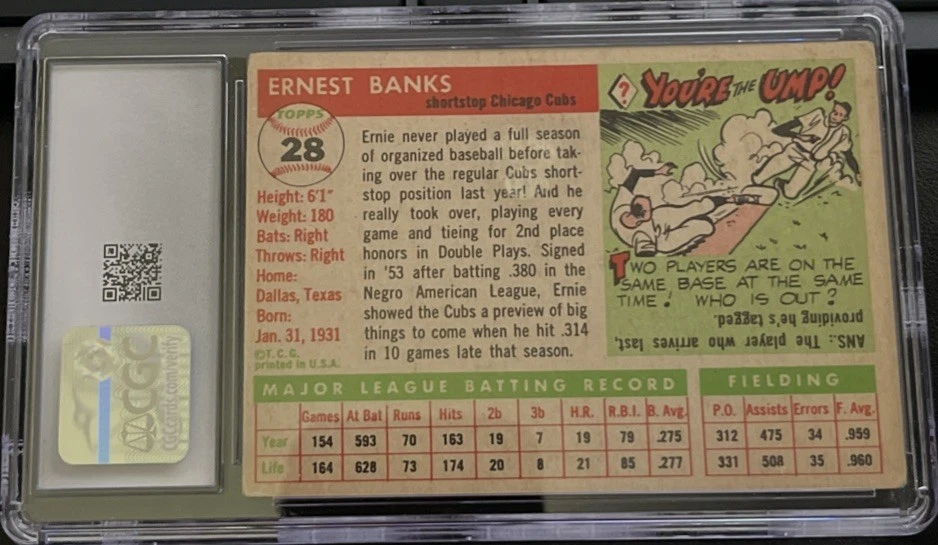 ERNEST BANKS
shortstop Chicago Cubs
TOPPS
28
Height: 6'1"
Weight: 180
Bats: Right
Throws: Right
Home:
Dallas, Texas
Born:
Jan. 31, 1931
©T.C.G.
printed in U.S.A.
Ernie never played a full season
of organized baseball before tak-
ing over the regular Cubs short-
stop position last year! And he
really took over, playing every
game and tieing for 2nd place
honors in Double Plays. Signed
in '53 after batting .380 in the
Negro American League, Ernie
showed the Cubs a preview of big
things to come when he hit .314
in 10 games late that season.
?
YOU'RE THE UMP!
TWO PLAYERS ARE ON THE
SAME BASE AT THE SAME
TIME! WHO IS OUT?
ANS.: The player who arrives last,
providing he's tagged.
MAJOR LEAGUE BATTING RECORD
Games At Bat Runs Hits 2b 3b H.R. R.B.I. B. Avg.
Year 154 593 70 163 19 7 19 79 .275
Life 164 628 73 174 20 8 21 85 .277
FIELDING
P.O. Assists Errors F. Avg.
312 475 34 .959
331 508 35 .960
CGC
cgccards.com/verify